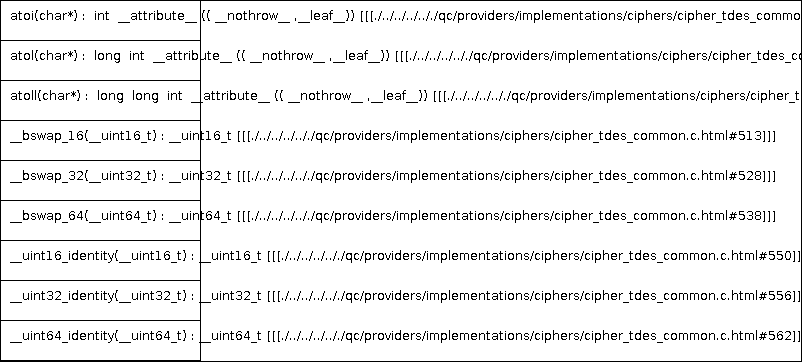 atoi(char*) : int __attribute__ (( __nothrow__ ,__leaf__)) [[[./../../../../../qc/providers/implementations/ciphers/cipher_tdes_commo
atol(char*) : long int __attribute__ (( __nothrow__ ,__leaf__)) [[[./../../../../../qc/providers/implementations/ciphers/cipher_tdes_co
atoll(char*) : long long int __attribute__ (( __nothrow__ ,__leaf__)) [[[./../../../../../qc/providers/implementations/ciphers/cipher_t
__bswap_16(__uint16_t) : __uint16_t [[[./../../../../../qc/providers/implementations/ciphers/cipher_tdes_common.c.html#513]]]
__bswap_32(__uint32_t) : __uint32_t [[[./../../../../../qc/providers/implementations/ciphers/cipher_tdes_common.c.html#528]]]
__bswap_64(__uint64_t) : __uint64_t [[[./../../../../../qc/providers/implementations/ciphers/cipher_tdes_common.c.html#538]]]
__uint16_identity(__uint16_t) : __uint16_t [[[./../../../../../qc/providers/implementations/ciphers/cipher_tdes_common.c.html#550]]
__uint32_identity(__uint32_t) : __uint32_t [[[./../../../../../qc/providers/implementations/ciphers/cipher_tdes_common.c.html#556]]
__uint64_identity(__uint64_t) : __uint64_t [[[./../../../../../qc/providers/implementations/ciphers/cipher_tdes_common.c.html#562]]